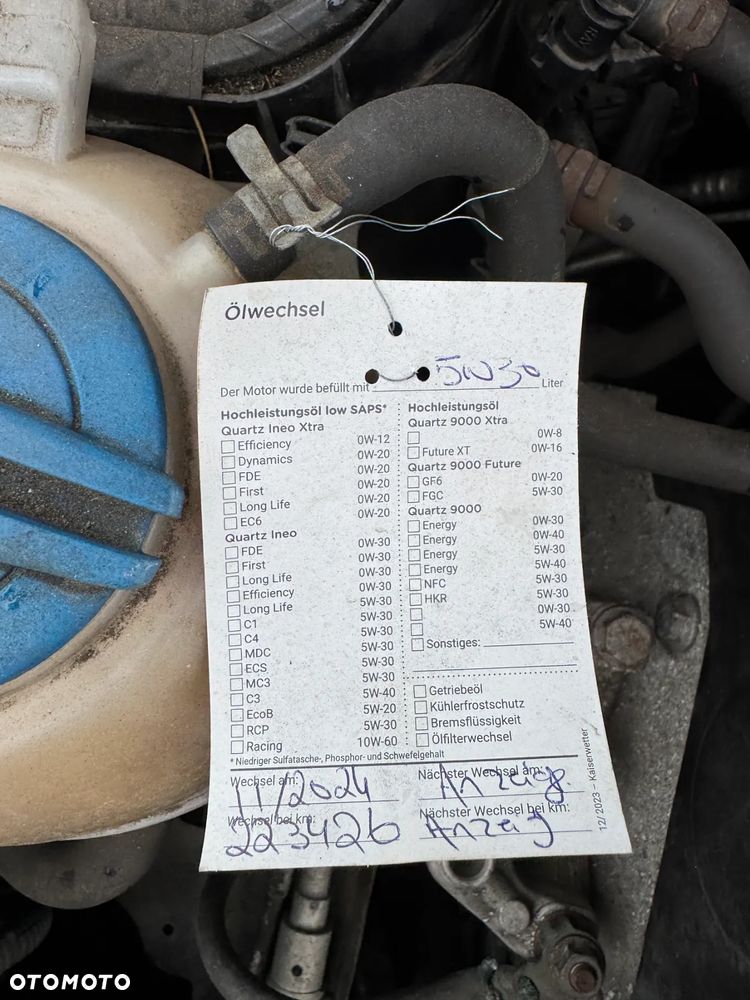 RAY
Ölwechsel
Der Motor wurde befüllt mit 5W30 Liter
Hochleistungsöl low SAPS*
Quartz Ineo Xtra
Efficiency 0W-12
Dynamics 0W-20
FDE 0W-20
First 0W-20
Long Life 0W-20
EC6 0W-20
Quartz Ineo
FDE 0W-30
First 0W-30
Long Life 0W-30
Efficiency 0W-30
Long Life 5W-30
C1 5W-30
C4 5W-30
MDC 5W-30
ECS 5W-30
MC3 5W-30
C3 5W-40
EcoB 5W-20
RCP 5W-30
Racing 10W-60
* Niedriger Sulfatasche-, Phosphor- und Schwefelgehalt
Hochleistungsöl
Quartz 9000 Xtra
0W-8
Future XT 0W-16
Quartz 9000 Future
GF6 0W-20
FGC 5W-30
Quartz 9000
Energy 0W-30
Energy 0W-40
Energy 5W-30
Energy 5W-40
NFC 5W-30
HKR 5W-30
0W-30
5W-40
Sonstiges:
Getriebeöl
Kühlerfrostschutz
Bremsflüssigkeit
Ölfilterwechsel
Wechsel am: 11/2024
Nächster Wechsel am: Anzeig
Wechsel bei km: 223426
Nächster Wechsel bei km: Anzeig
12/2023 – Kaiserwetter
OTOMOTO